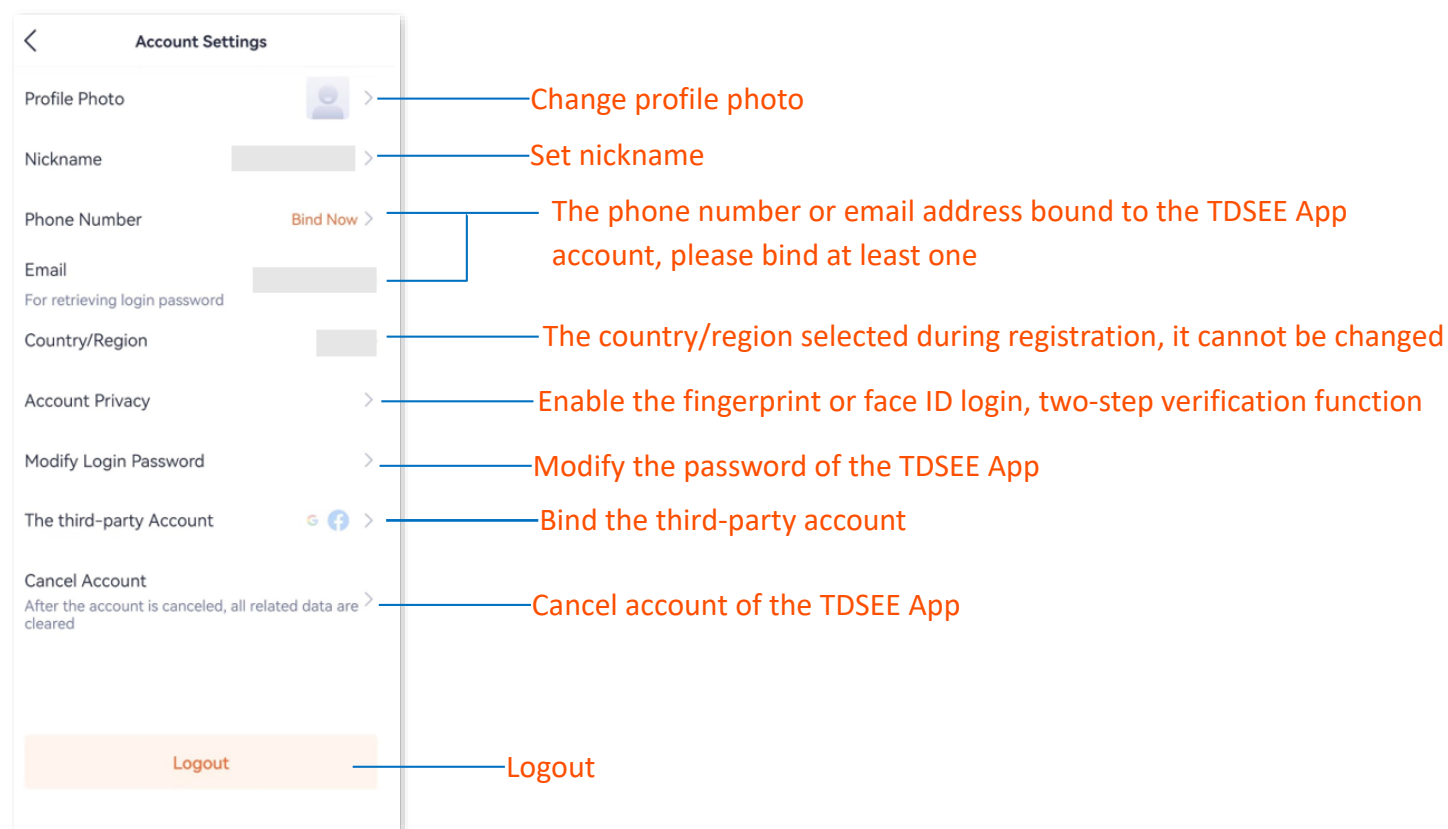 Account Settings
Profile Photo
Change profile photo
Nickname
Set nickname
Phone Number
Bind Now
The phone number or email address bound to the TDSEE App
account, please bind at least one
Email
For retrieving login password
Country/Region
The country/region selected during registration, it cannot be changed
Account Privacy
Enable the fingerprint or face ID login, two-step verification function
Modify Login Password
Modify the password of the TDSEE App
The third-party Account
G f
Bind the third-party account
Cancel Account
After the account is canceled, all related data are
cleared
Cancel account of the TDSEE App
Logout
Logout